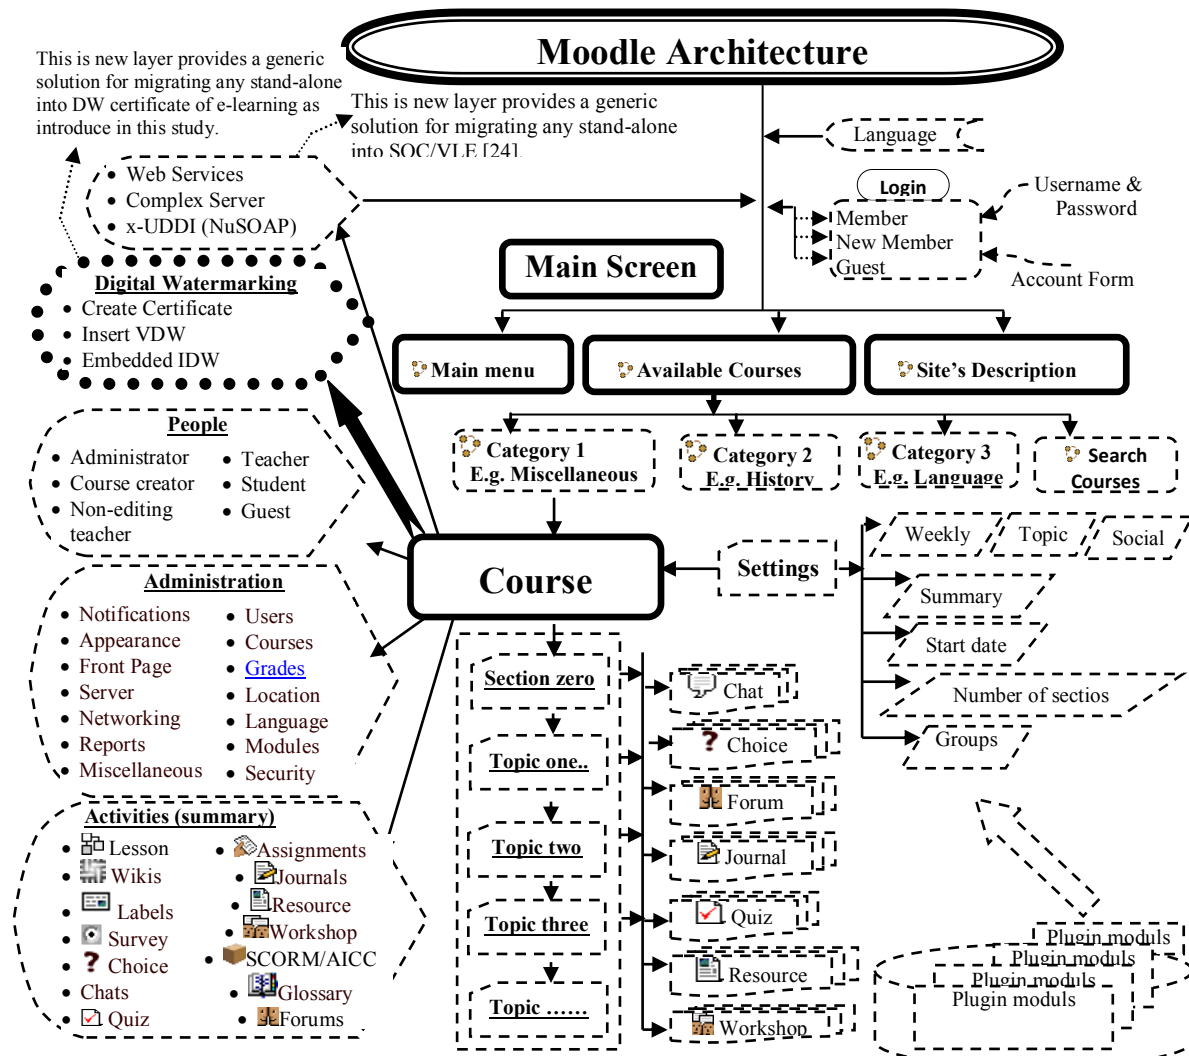 Moodle Architecture
This is new layer provides a generic
solution for migrating any stand-alone
into DW certificate of e-learning as
introduce in this study.
This is new layer provides a generic
solution for migrating any stand-alone
into SOC/VLE [24].
Language
• Web Services
• Complex Server
• x-UDDI (NuSOAP)
Login
Member
New Member
Guest
Username &
Password
Account Form
Main Screen
Digital Watermarking
• Create Certificate
• Insert VDW
• Embedded IDW
Main menu
Available Courses
Site's Description
People
• Administrator
• Course creator
• Non-editing
teacher
• Teacher
• Student
• Guest
Category 1
E.g. Miscellaneous
Category 2
E.g. History
Category 3
E.g. Language
Search
Courses
Course
Settings
Weekly
Topic
Social
Summary
Start date
Number of sectios
Groups
Administration
• Notifications
• Appearance
• Front Page
• Server
• Networking
• Reports
• Miscellaneous
• Users
• Courses
• Grades
• Location
• Language
• Modules
• Security
Section zero
Topic one..
Topic two
Topic three
Topic ......
Chat
? Choice
Forum
Journal
Quiz
Resource
Workshop
Activities (summary)
• Lesson
• Wikis
• Labels
• Survey
• ? Choice
• Chats
• Quiz
• Assignments
• Journals
• Resource
• Workshop
• SCORM/AICC
• Glossary
• Forums
Plugin moduls
Plugin moduls
Plugin moduls
Plugin moduls